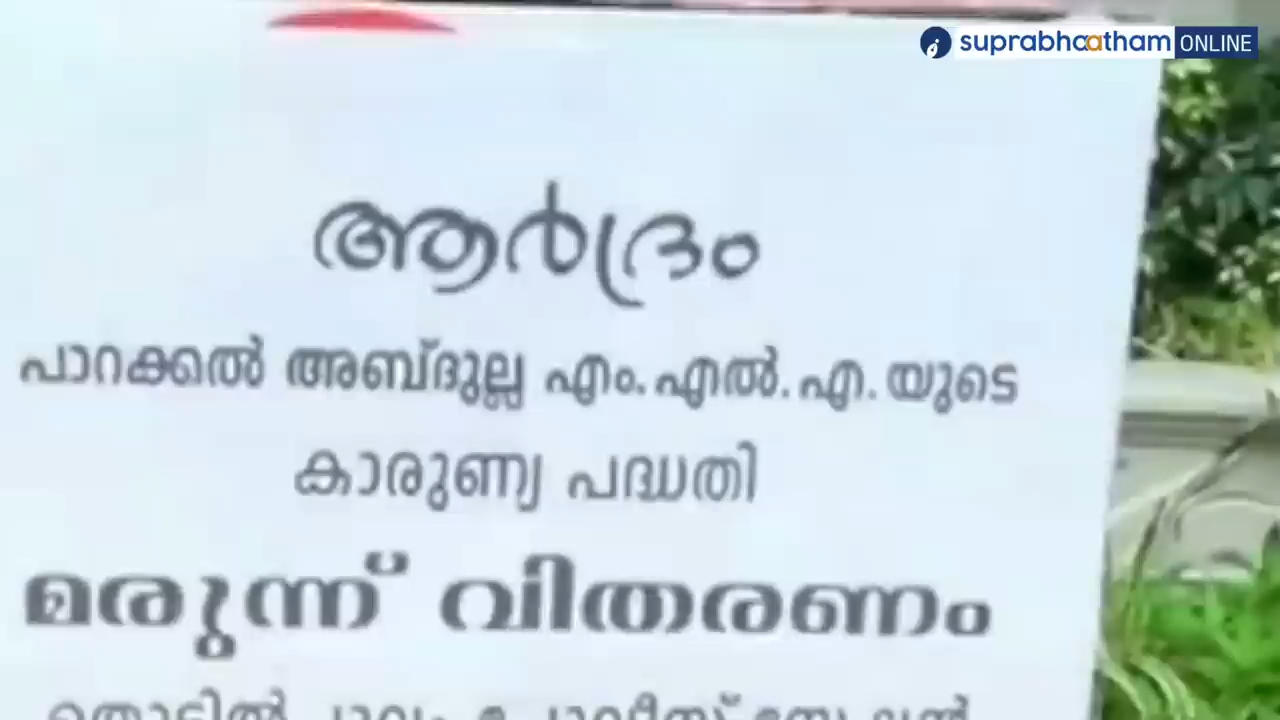 suprabhaatham ONLINE
ആർദ്രം
പാറക്കൽ അബ്ദുല്ല എം.എൽ.എ.യുടെ
കാരുണ്യ പദ്ധതി
മരുന്ന് വിതരണം